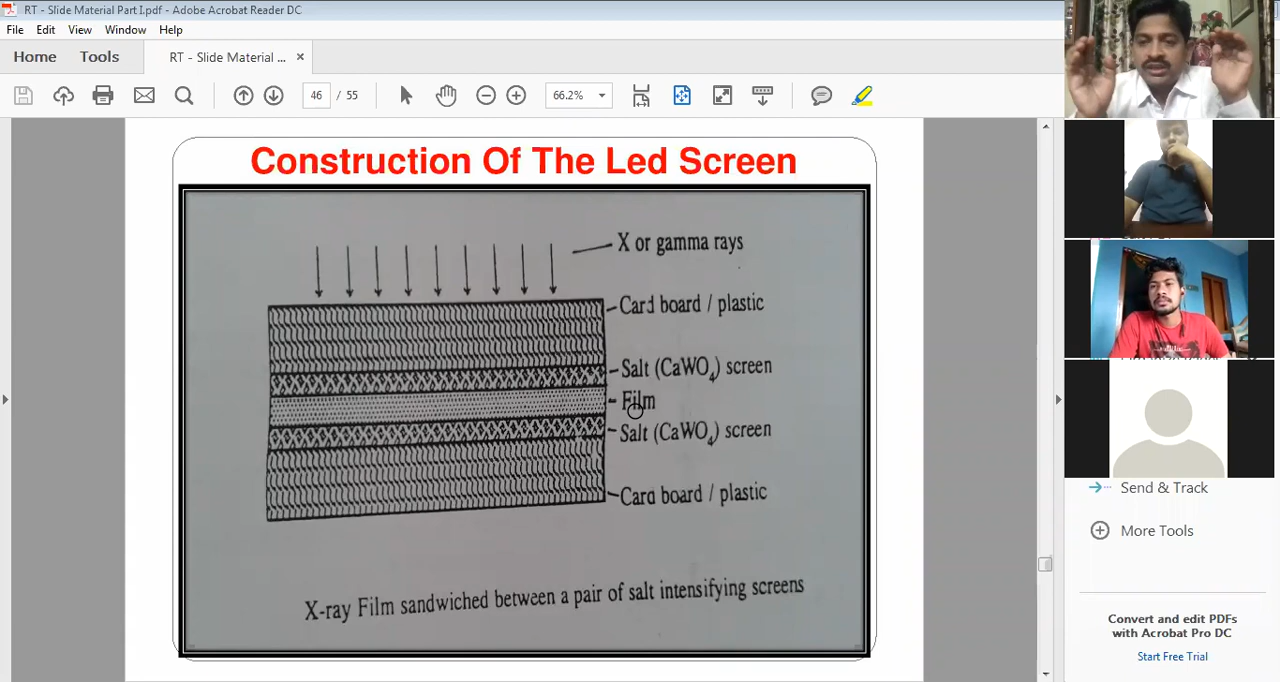 RT - Slide Material Part I.pdf - Adobe Acrobat Reader DC
File Edit View Window Help
Home Tools RT - Slide Material ... ×
46 / 55 66.2%
Construction Of The Led Screen
X or gamma rays
Card board / plastic
Salt (CaWO4) screen
Film
Salt (CaWO4) screen
Card board / plastic
X-ray Film sandwiched between a pair of salt intensifying screens
Send & Track
More Tools
Convert and edit PDFs
with Acrobat Pro DC
Start Free Trial